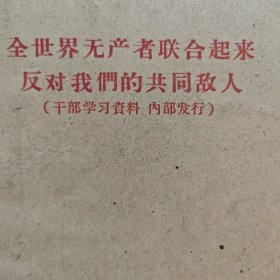 全世界无产者联合起来
反对我們的共同敌人
（干部学习資料 內部发行）